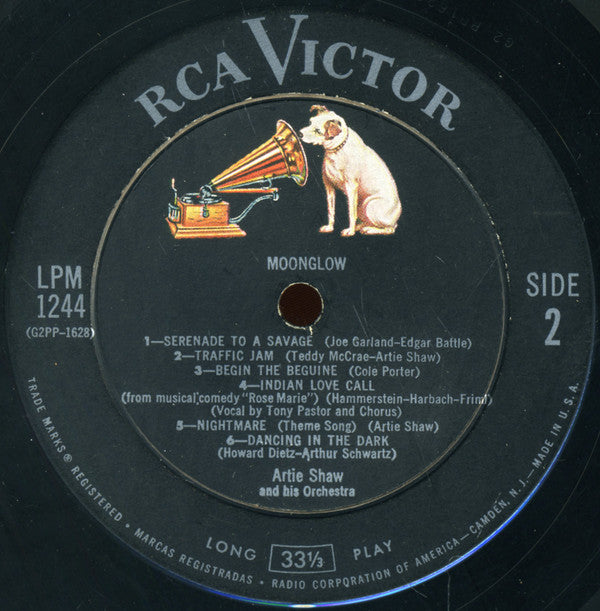 RCA VICTOR
MOONGLOW
LPM
1244
(G2PP-1628)
SIDE
2
1—SERENADE TO A SAVAGE (Joe Garland-Edgar Battle)
2—TRAFFIC JAM (Teddy McCrae-Artie Shaw)
3—BEGIN THE BEGUINE (Cole Porter)
4—INDIAN LOVE CALL
(from musical comedy "Rose Marie") (Hammerstein-Harbach-Friml)
(Vocal by Tony Pastor and Chorus)
5—NIGHTMARE (Theme Song) (Artie Shaw)
6—DANCING IN THE DARK
(Howard Dietz-Arthur Schwartz)
Artie Shaw
and his Orchestra
LONG 33⅓ PLAY
TRADE MARKS ® REGISTERED • MARCAS REGISTRADAS • RADIO CORPORATION OF AMERICA—CAMDEN, N. J.—MADE IN U.S.A.